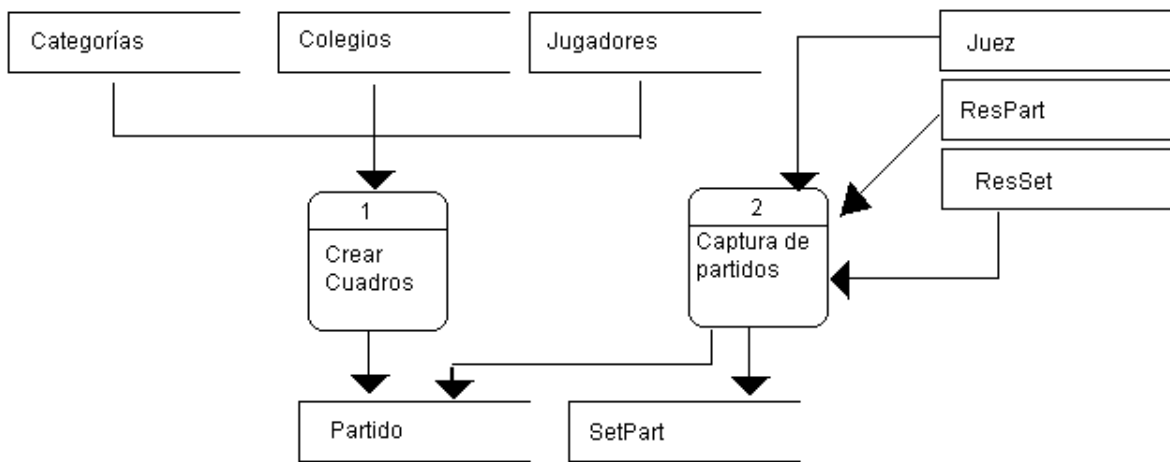 Categorías
Colegios
Jugadores
Juez
ResPart
ResSet
1
Crear
Cuadros
2
Captura de
partidos
Partido
SetPart